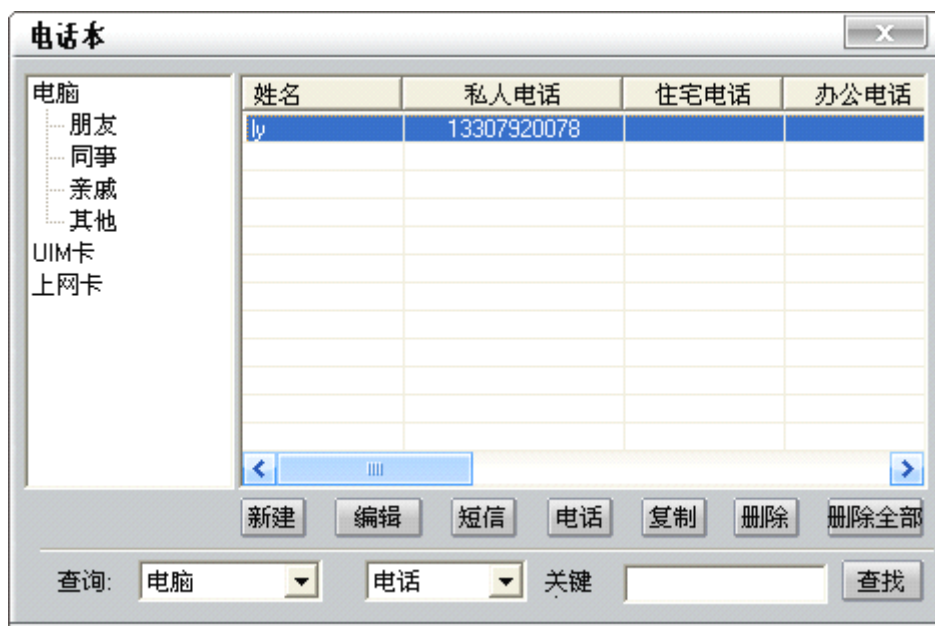 电话本
x
电脑
朋友
同事
亲戚
其他
UIM卡
上网卡
姓名 私人电话 住宅电话 办公电话
ly 13307920078
新建 编辑 短信 电话 复制 删除 删除全部
查询: 电脑 电话 关键 查找